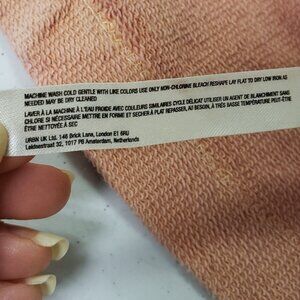 MACHINE WASH COLD GENTLE WITH LIKE COLORS USE ONLY NON-CHLORINE BLEACH RESHAPE LAY FLAT TO DRY LOW IRON AS
NEEDED MAY BE DRY CLEANED
LAVER À LA MACHINE À L'EAU FROIDE AVEC COULEURS SIMILAIRES CYCLE DÉLICAT UTILISER UN AGENT DE BLANCHIMENT SANS
CHLORE SI NÉCESSAIRE METTRE EN FORME ET SÉCHER À PLAT REPASSER, AU BESOIN, À TRÈS BASSE TEMPÉRATURE PEUT-ÊTRE
ÊTRE NETTOYÉE À SEC
URBN UK Ltd, 146 Brick Lane, London E1 6RU
Leidsestraat 32, 1017 PB Amsterdam, Netherlands